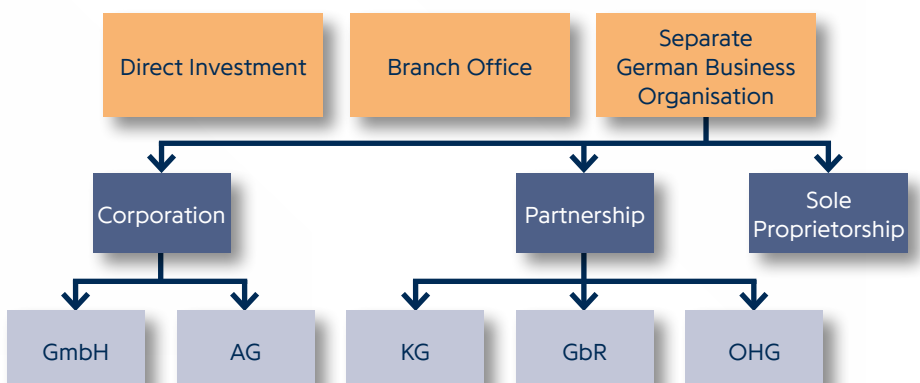 Direct Investment
Branch Office
Separate
German Business
Organisation
Corporation
Partnership
Sole
Proprietorship
GmbH
AG
KG
GbR
OHG